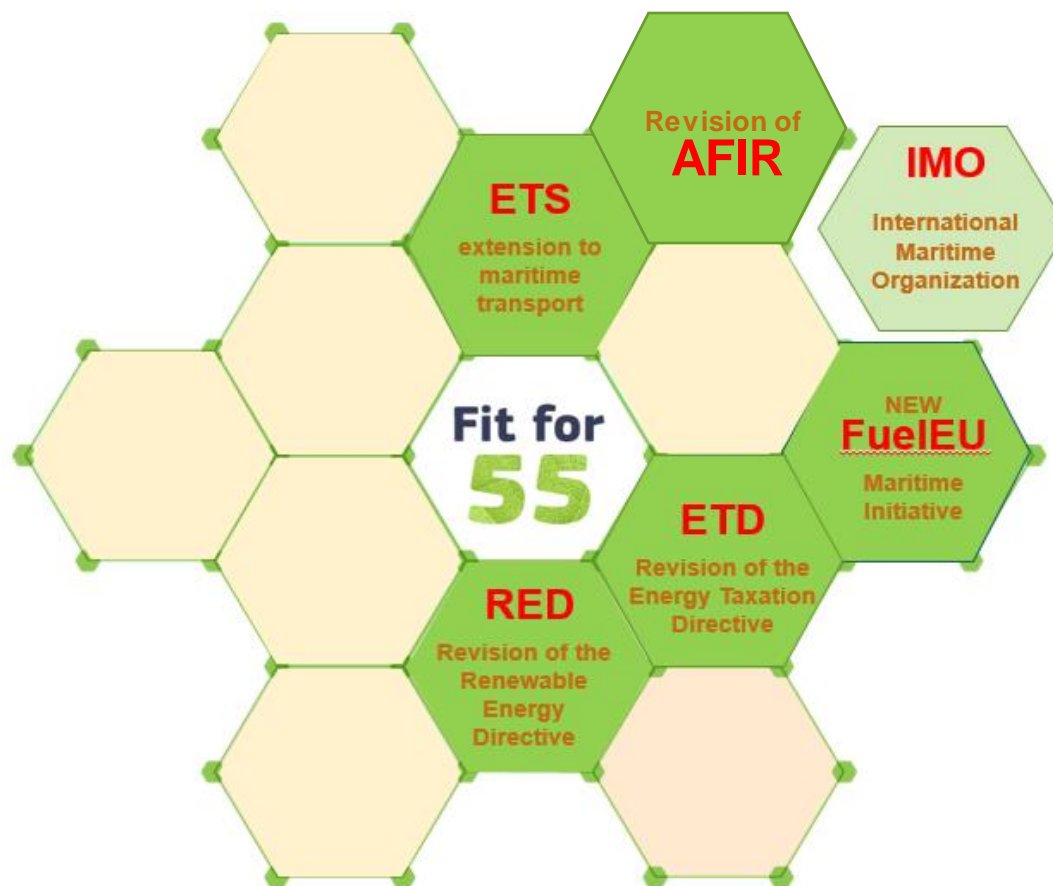 Revision of
AFIR
IMO
International
Maritime
Organization
ETS
extension to
maritime
transport
Fit for
55
NEW
FuelEU
Maritime
Initiative
ETD
Revision of the
Energy Taxation
Directive
RED
Revision of the
Renewable
Energy
Directive